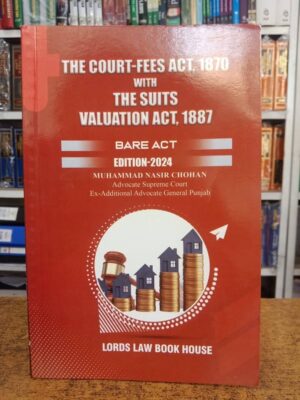 THE COURT-FEES ACT, 1870
WITH
THE SUITS
VALUATION ACT, 1887
BARE ACT
EDITION-2024
MUHAMMAD NASIR CHOHAN
Advocate Supreme Court
Ex-Additional Advocate General Punjab
LORDS LAW BOOK HOUSE